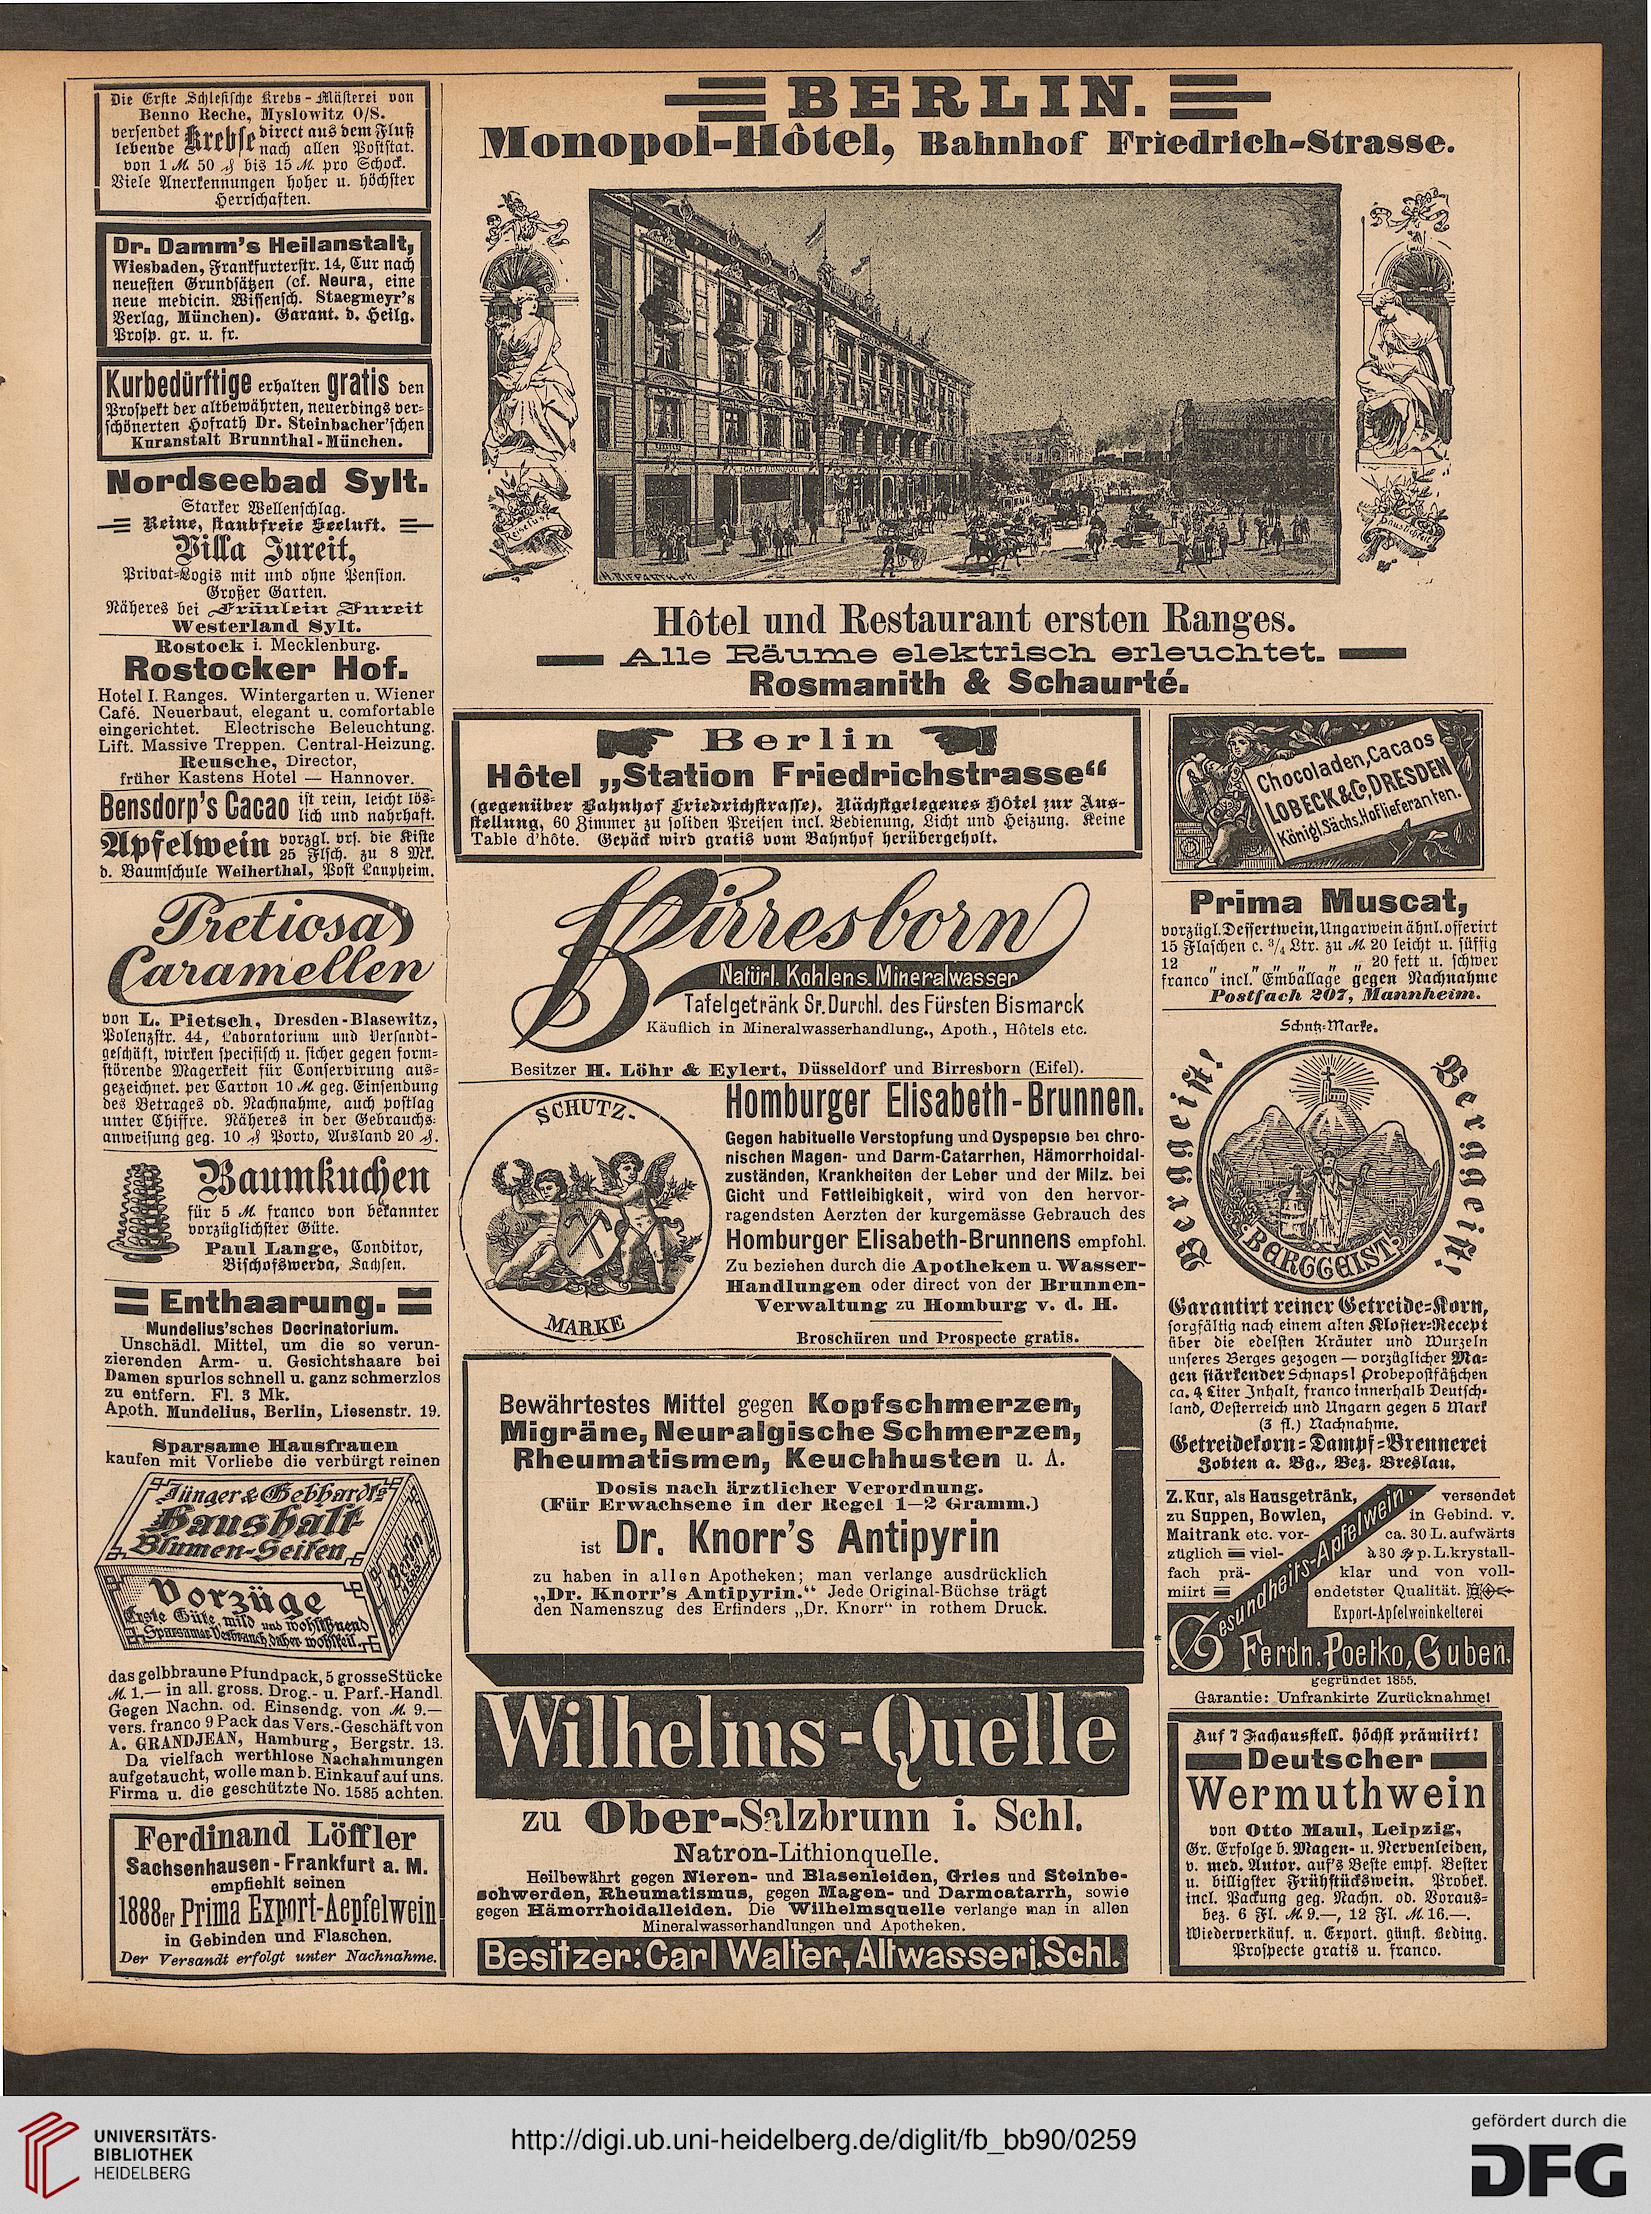 Die Erste Schlesische Krebs-Mästerei von
Benno Reche, Myslowitz O/S.
versendet Krebse direct aus dem Fluß
lebende nach allen Poststat.
von 1 M. 50 ₰ bis 15 M. pro Schock.
Viele Anerkennungen hoher u. höchster
Herrschaften.
Dr. Damm's Heilanstalt,
Wiesbaden, Frankfurterstr. 14, Cur nach
neuesten Grundsätzen (cf. Neura, eine
neue medicin. Wissensch. Staegmeyr's
Verlag, München). Garant. d. Heilg.
Prosp. gr. u. fr.
Kurbedürftige erhalten gratis den
Prospekt der altbewährten, neuerdings ver-
schönerten Hofrath Dr. Steinbacher'schen
Kuranstalt Brunnthal-München.
Nordseebad Sylt.
Starker Wellenschlag.
Reine, staubfreie Seeluft.
Villa Jureit,
Privat-Logis mit und ohne Pension.
Großer Garten.
Näheres bei Fräulein Jureit
Westerland Sylt.
Rostock i. Mecklenburg.
Rostocker Hof.
Hotel I. Ranges. Wintergarten u. Wiener
Café. Neuerbaut, elegant u. comfortable
eingerichtet. Electrische Beleuchtung.
Lift. Massive Treppen. Central-Heizung.
Reusche, Director,
früher Kastens Hotel — Hannover.
Bensdorp's Cacao ist rein, leicht lös-
lich und nahrhaft.
Apfelwein vorzgl. vrs. die Kiste
25 Flsch. zu 8 Mk.
d. Baumschule Weiherthal, Post Laupheim.
Pretiosa
Caramellen
von L. Pietsch, Dresden-Blasewitz,
Polenzstr. 44, Laboratorium und Versandt-
geschäft, wirken specifisch u. sicher gegen form-
störende Magerkeit für Conservirung aus-
gezeichnet. per Carton 10 M. geg. Einsendung
des Betrages od. Nachnahme, auch postlag
unter Chiffre. Näheres in der Gebrauchs-
anweisung geg. 10 ₰ Porto, Ausland 20 ₰.
Baumkuchen
für 5 M. franco von bekannter
vorzüglichster Güte.
Paul Lange, Conditor,
Bischofswerda, Sachsen.
Enthaarung.
Mundelius'sches Decrinatorium.
Unschädl. Mittel, um die so verun-
zierenden Arm- u. Gesichtshaare bei
Damen spurlos schnell u. ganz schmerzlos
zu entfern. Fl. 3 Mk.
Apoth. Mundelius, Berlin, Liesenstr. 19.
Sparsame Hausfrauen
kaufen mit Vorliebe die verbürgt reinen
Jünger & Gebhardt's
Haushalt-
Blumen-Seifen
Berlin
Vorzüge
Erste Güte, mild und wohlthuend
Sparsamer Verbrauch, daher wohlfeil.
das gelbbraune Pfundpack, 5 grosse Stücke
M. 1.— in all. gross. Drog.- u. Parf.-Handl.
Gegen Nachn. od. Einsendg. von M. 9.—
vers. franco 9 Pack das Vers.-Geschäft von
A. GRANDJEAN, Hamburg, Bergstr. 13.
Da vielfach werthlose Nachahmungen
aufgetaucht, wolle man b. Einkauf auf uns.
Firma u. die geschützte No. 1585 achten.
Ferdinand Löffler
Sachsenhausen-Frankfurt a. M.
empfiehlt seinen
1888er Prima Export-Aepfelwein
in Gebinden und Flaschen.
Der Versandt erfolgt unter Nachnahme.
BERLIN.
Monopol-Hôtel, Bahnhof Friedrich-Strasse.
Reiselust
H. RIFFARTH
Hôtel und Restaurant ersten Ranges.
Alle Räume elektrisch erleuchtet.
Rosmanith & Schaurté.
Berlin
Hôtel „Station Friedrichstrasse“
(gegenüber Bahnhof Friedrichstrasse). Nächstgelegenes Hôtel zur Aus-
stellung, 60 Zimmer zu soliden Preisen incl. Bedienung, Licht und Heizung. Keine
Table d'hôte. Gepäck wird gratis vom Bahnhof herübergeholt.
Birresborn
Natürl. Kohlens. Mineralwasser
Tafelgetränk Sr. Durchl. des Fürsten Bismarck
Käuflich in Mineralwasserhandlung., Apoth., Hôtels etc.
Besitzer H. Löhr & Eylert, Düsseldorf und Birresborn (Eifel).
SCHUTZ-
MARKE
Homburger Elisabeth-Brunnen.
Gegen habituelle Verstopfung und Dyspepsie bei chro-
nischen Magen- und Darm-Catarrhen, Hämorrhoidal-
zuständen, Krankheiten der Leber und der Milz. bei
Gicht und Fettleibigkeit, wird von den hervor-
ragendsten Aerzten der kurgemässe Gebrauch des
Homburger Elisabeth-Brunnens empfohl.
Zu beziehen durch die Apotheken u. Wasser-
Handlungen oder direct von der Brunnen-
Verwaltung zu Homburg v. d. H.
Broschüren und Prospecte gratis.
Bewährtestes Mittel gegen Kopfschmerzen,
Migräne, Neuralgische Schmerzen,
Rheumatismen, Keuchhusten u. A.
Dosis nach ärztlicher Verordnung.
(Für Erwachsene in der Regel 1—2 Gramm.)
ist Dr. Knorr's Antipyrin
zu haben in allen Apotheken; man verlange ausdrücklich
„Dr. Knorr's Antipyrin.“ Jede Original-Büchse trägt
den Namenszug des Erfinders „Dr. Knorr“ in rothem Druck.
Wilhelms-Quelle
zu Ober-Salzbrunn i. Schl.
Natron-Lithionquelle.
Heilbewährt gegen Nieren- und Blasenleiden, Gries und Steinbe-
schwerden, Rheumatismus, gegen Magen- und Darmcatarrh, sowie
gegen Hämorrhoidalleiden. Die Wilhelmsquelle verlange man in allen
Mineralwasserhandlungen und Apotheken.
Besitzer: Carl Walter, Altwasser i. Schl.
Chocoladen, Cacaos
LOBECK & Co, DRESDEN
Königl. Sächs. Hoflieferanten.
Prima Muscat,
vorzügl. Dessertwein, Ungarwein ähnl. offerirt
15 Flaschen c. 3/4 Ltr. zu M. 20 leicht u. süffig
12 " " " " 20 fett u. schwer
franco incl. Emballage gegen Nachnahme
Postfach 207, Mannheim.
Schutz-Marke.
Berggeist!
Berggeist!
BERGGEIST
Garantirt reiner Getreide-Korn,
sorgfältig nach einem alten Kloster-Recept
über die edelsten Kräuter und Wurzeln
unseres Berges gezogen — vorzüglicher Ma-
gen stärkender Schnaps! Probepostfäßchen
ca. 4 Liter Inhalt, franco innerhalb Deutsch-
land, Oesterreich und Ungarn gegen 5 Mark
(3 fl.) Nachnahme.
Getreidekorn-Dampf-Brennerei
Zobten a. Bg., Bez. Breslau.
Z. Kur, als Hausgetränk,
zu Suppen, Bowlen,
Maitrank etc. vor-
züglich viel-
fach prä-
miirt
Gesundheits-Apfelwein
versendet
in Gebind. v.
ca. 30 L. aufwärts
à 30 ₰ p. L. krystall-
klar und von voll-
endetster Qualität.
Export-Apfelweinkelterei
Ferdn. Poetko, Guben.
gegründet 1855.
Garantie: Unfrankirte Zurücknahme!
Auf 7 Fachausstell. höchst prämiirt!
Deutscher
Wermuthwein
von Otto Maul, Leipzig,
Gr. Erfolge b. Magen- u. Nervenleiden,
v. med. Autor. auf's Beste empf. Bester
u. billigster Frühstückswein. Probek.
incl. Packung geg. Nachn. od. Voraus-
bez. 6 Fl. M. 9.—, 12 Fl. M. 16.—.
Wiederverkäuf. u. Export. günst. Beding.
Prospecte gratis u. franco.
UNIVERSITÄTS-
BIBLIOTHEK
HEIDELBERG
http://digi.ub.uni-heidelberg.de/diglit/fb_bb90/0259
gefördert durch die
DFG